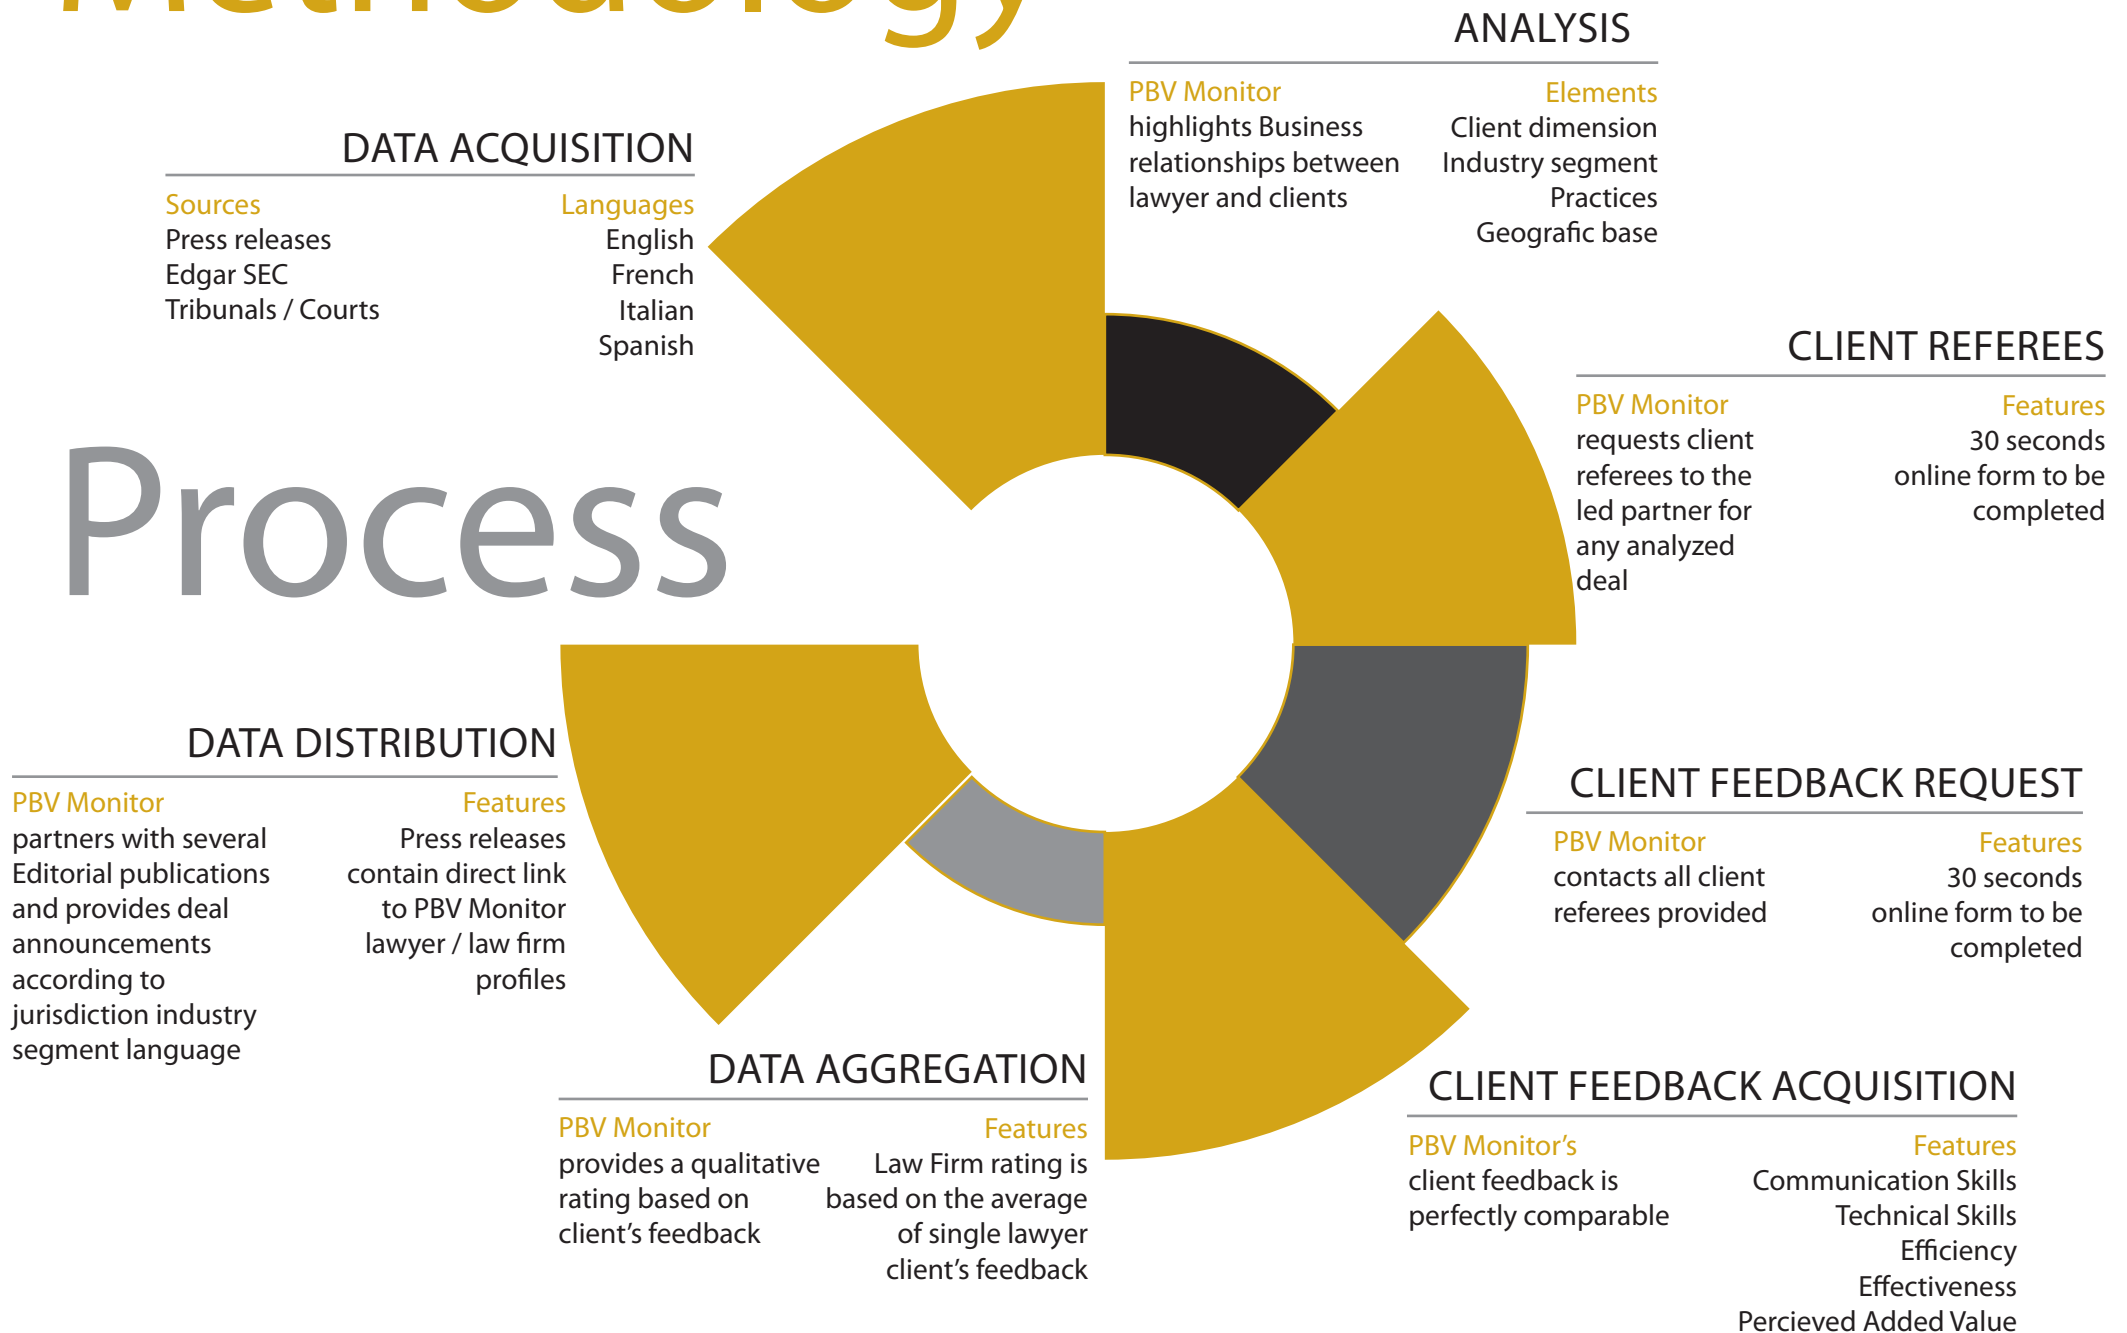 Methodology
Process
DATA ACQUISITION
Sources
Press releases
Edgar SEC
Tribunals / Courts
Languages
English
French
Italian
Spanish
ANALYSIS
PBV Monitor
highlights Business
relationships between
lawyer and clients
Elements
Client dimension
Industry segment
Practices
Geografic base
CLIENT REFEREES
PBV Monitor
requests client
referees to the
led partner for
any analyzed
deal
Features
30 seconds
online form to be
completed
CLIENT FEEDBACK REQUEST
PBV Monitor
contacts all client
referees provided
Features
30 seconds
online form to be
completed
CLIENT FEEDBACK ACQUISITION
PBV Monitor's
client feedback is
perfectly comparable
Features
Communication Skills
Technical Skills
Efficiency
Effectiveness
Percieved Added Value
DATA AGGREGATION
PBV Monitor
provides a qualitative
rating based on
client's feedback
Features
Law Firm rating is
based on the average
of single lawyer
client's feedback
DATA DISTRIBUTION
PBV Monitor
partners with several
Editorial publications
and provides deal
announcements
according to
jurisdiction industry
segment language
Features
Press releases
contain direct link
to PBV Monitor
lawyer / law firm
profiles